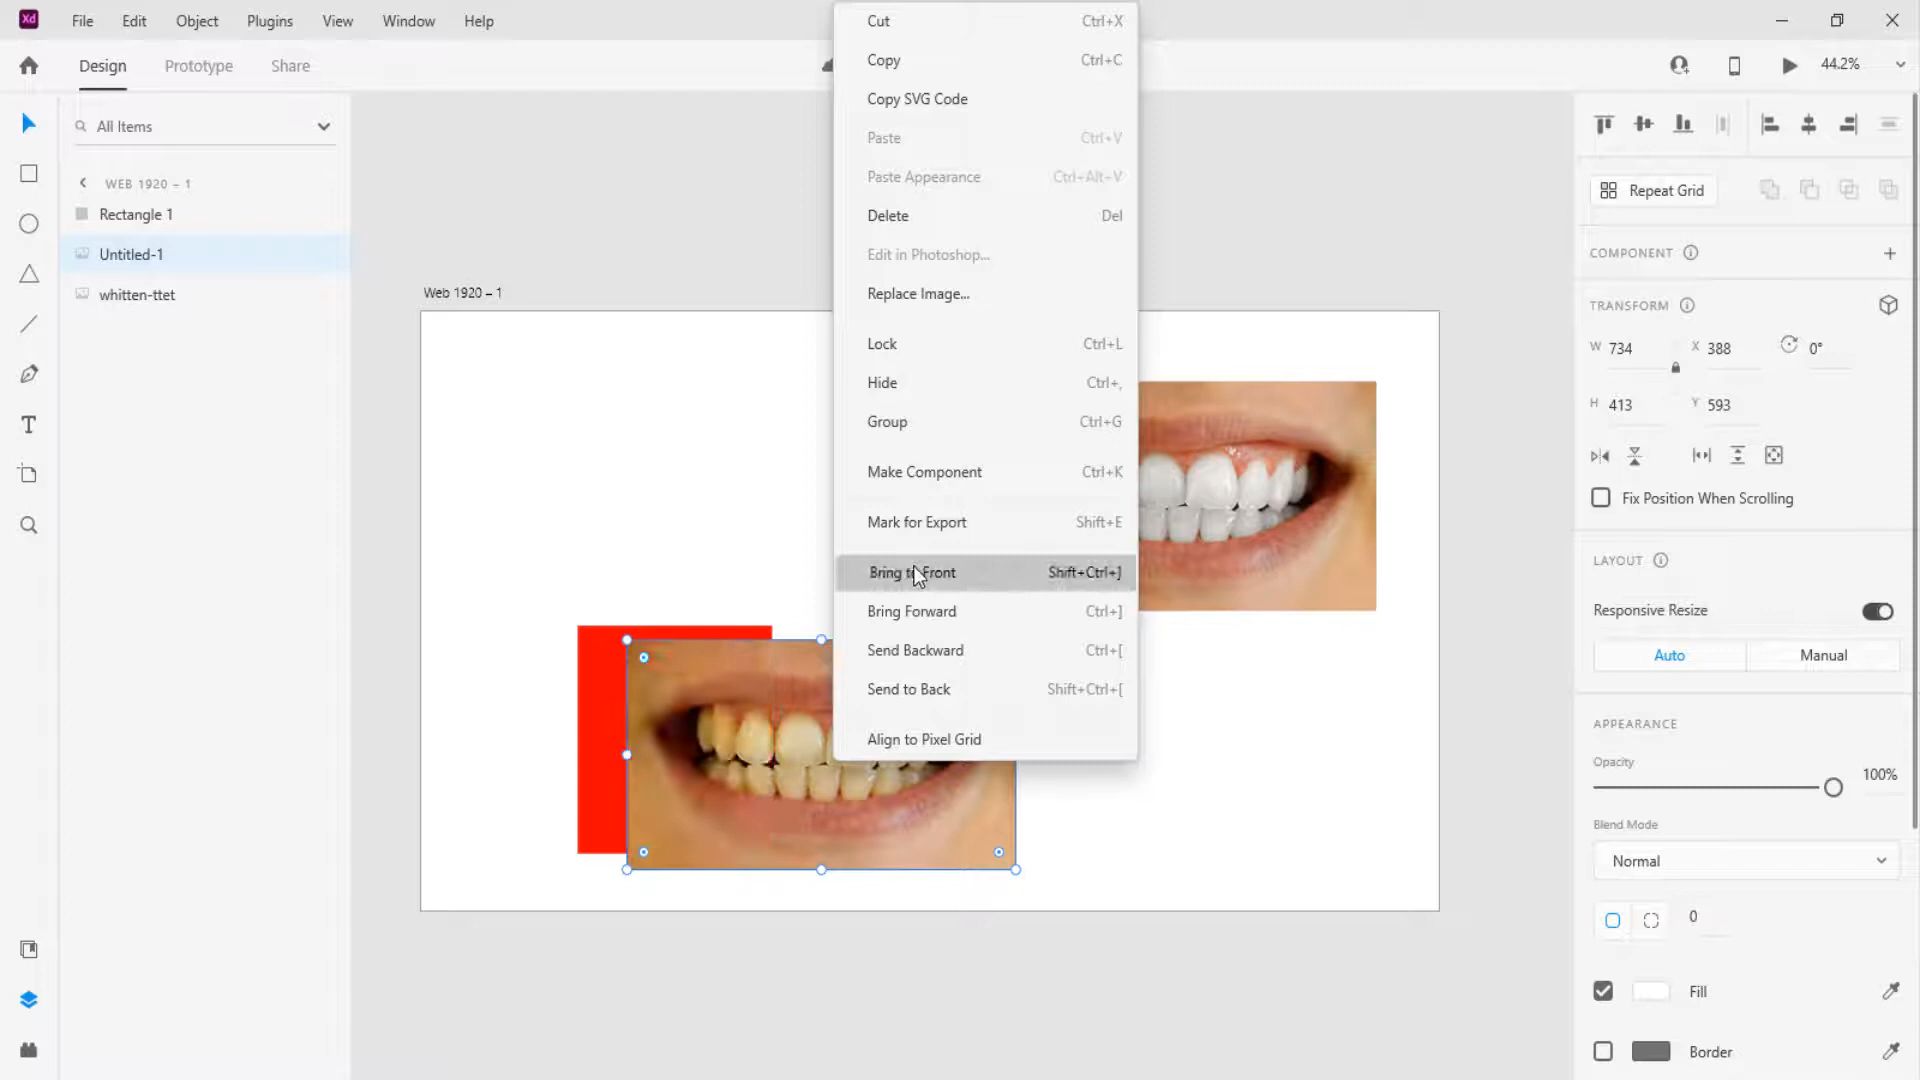 Xd
File
Edit
Object
Plugins
View
Window
Help
Design
Prototype
Share
44.2%
All Items
WEB 1920 – 1
Rectangle 1
Untitled-1
whitten-ttet
T
Web 1920 – 1
Cut Ctrl+X
Copy Ctrl+C
Copy SVG Code
Paste Ctrl+V
Paste Appearance Ctrl+Alt+V
Delete Del
Edit in Photoshop...
Replace Image...
Lock Ctrl+L
Hide Ctrl+,
Group Ctrl+G
Make Component Ctrl+K
Mark for Export Shift+E
Bring to Front Shift+Ctrl+]
Bring Forward Ctrl+]
Send Backward Ctrl+[
Send to Back Shift+Ctrl+[
Align to Pixel Grid
Repeat Grid
COMPONENT
TRANSFORM
W 734 X 388 0°
H 413 Y 593
Fix Position When Scrolling
LAYOUT
Responsive Resize
Auto Manual
APPEARANCE
Opacity
100%
Blend Mode
Normal
0
Fill
Border